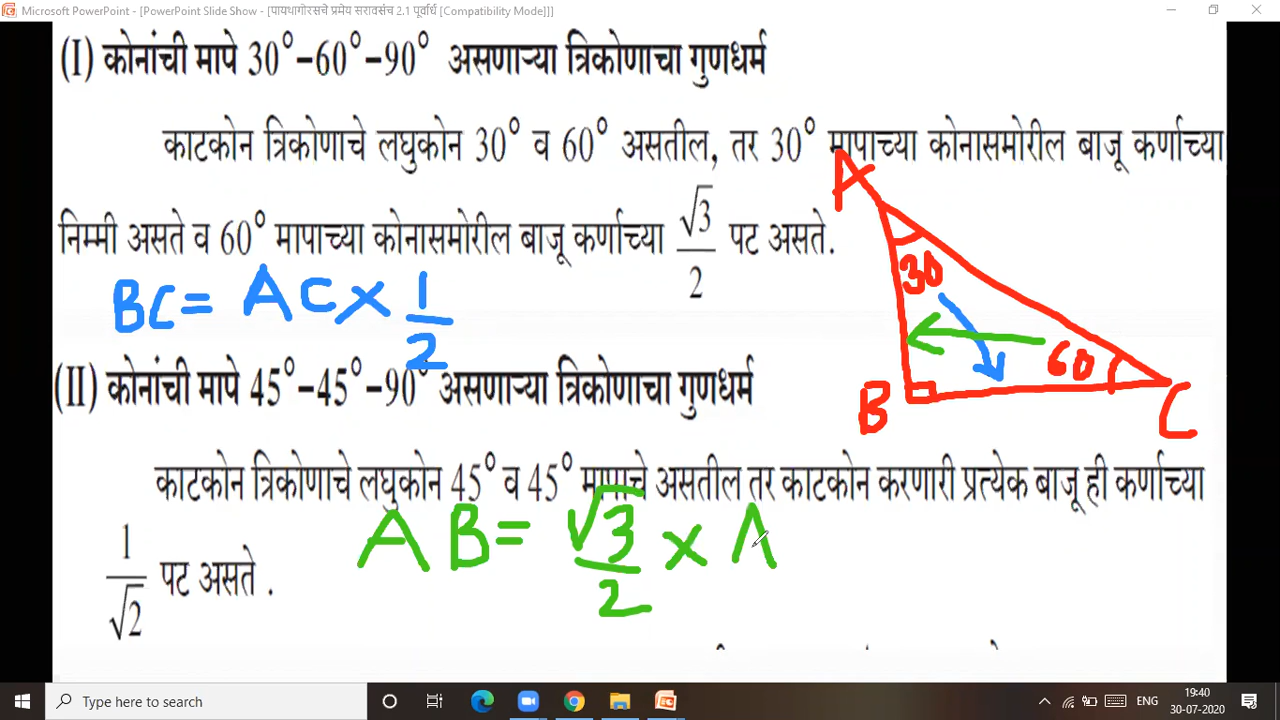 Microsoft PowerPoint - [PowerPoint Slide Show - [पायथागोरसचे प्रमेय सरावसंच 2.1 पूर्वार्ध [Compatibility Mode]]]
(I) कोनांची मापे 30°-60°-90° असणाऱ्या त्रिकोणाचा गुणधर्म
काटकोन त्रिकोणाचे लघुकोन 30° व 60° असतील, तर 30° मापाच्या कोनासमोरील बाजू कर्णाच्या
निम्मी असते व 60° मापाच्या कोनासमोरील बाजू कर्णाच्या √3/2 पट असते.
A
30
60
B
C
BC = AC × 1/2
(II) कोनांची मापे 45°-45°-90° असणाऱ्या त्रिकोणाचा गुणधर्म
काटकोन त्रिकोणाचे लघुकोन 45° व 45° मापाचे असतील तर काटकोन करणारी प्रत्येक बाजू ही कर्णाच्या
1/√2 पट असते.
AB = √3/2 × A
Type here to search
ENG
19:40
30-07-2020